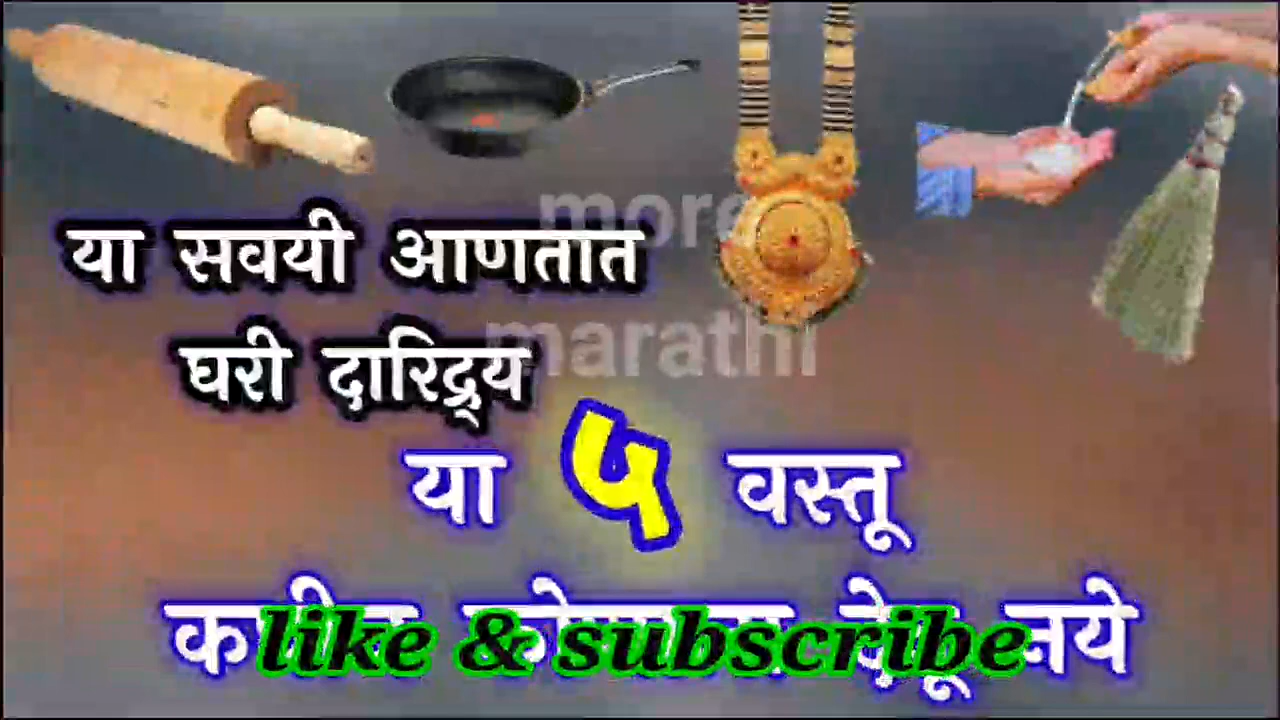 या सवयी आणतात
घरी दारिद्र्य
या ५ वस्तू
देवू नये
like & subscribe
more
marathi